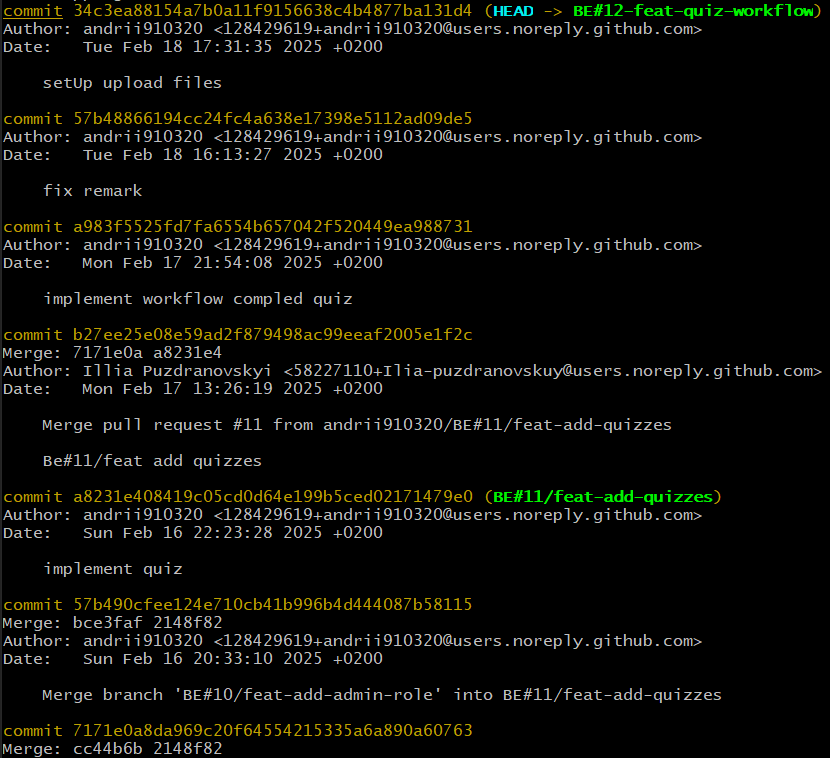 commit 34c3ea88154a7b0a11f9156638c4b4877ba131d4 (HEAD -> BE#12-feat-quiz-workflow)
Author: andrii910320 <128429619+andrii910320@users.noreply.github.com>
Date:   Tue Feb 18 17:31:35 2025 +0200
setUp upload files
commit 57b48866194cc24fc4a638e17398e5112ad09de5
Author: andrii910320 <128429619+andrii910320@users.noreply.github.com>
Date:   Tue Feb 18 16:13:27 2025 +0200
fix remark
commit a983f5525fd7fa6554b657042f520449ea988731
Author: andrii910320 <128429619+andrii910320@users.noreply.github.com>
Date:   Mon Feb 17 21:54:08 2025 +0200
implement workflow compled quiz
commit b27ee25e08e59ad2f879498ac99eeaf2005e1f2c
Merge: 7171e0a a8231e4
Author: Illia Puzdranovskyi <58227110+Ilia-puzdranovskuy@users.noreply.github.com>
Date:   Mon Feb 17 13:26:19 2025 +0200
Merge pull request #11 from andrii910320/BE#11/feat-add-quizzes
Be#11/feat add quizzes
commit a8231e408419c05cd0d64e199b5ced02171479e0 (BE#11/feat-add-quizzes)
Author: andrii910320 <128429619+andrii910320@users.noreply.github.com>
Date:   Sun Feb 16 22:23:28 2025 +0200
implement quiz
commit 57b490cfee124e710cb41b996b4d444087b58115
Merge: bce3faf 2148f82
Author: andrii910320 <128429619+andrii910320@users.noreply.github.com>
Date:   Sun Feb 16 20:33:10 2025 +0200
Merge branch 'BE#10/feat-add-admin-role' into BE#11/feat-add-quizzes
commit 7171e0a8da969c20f64554215335a6a890a60763
Merge: cc44b6b 2148f82